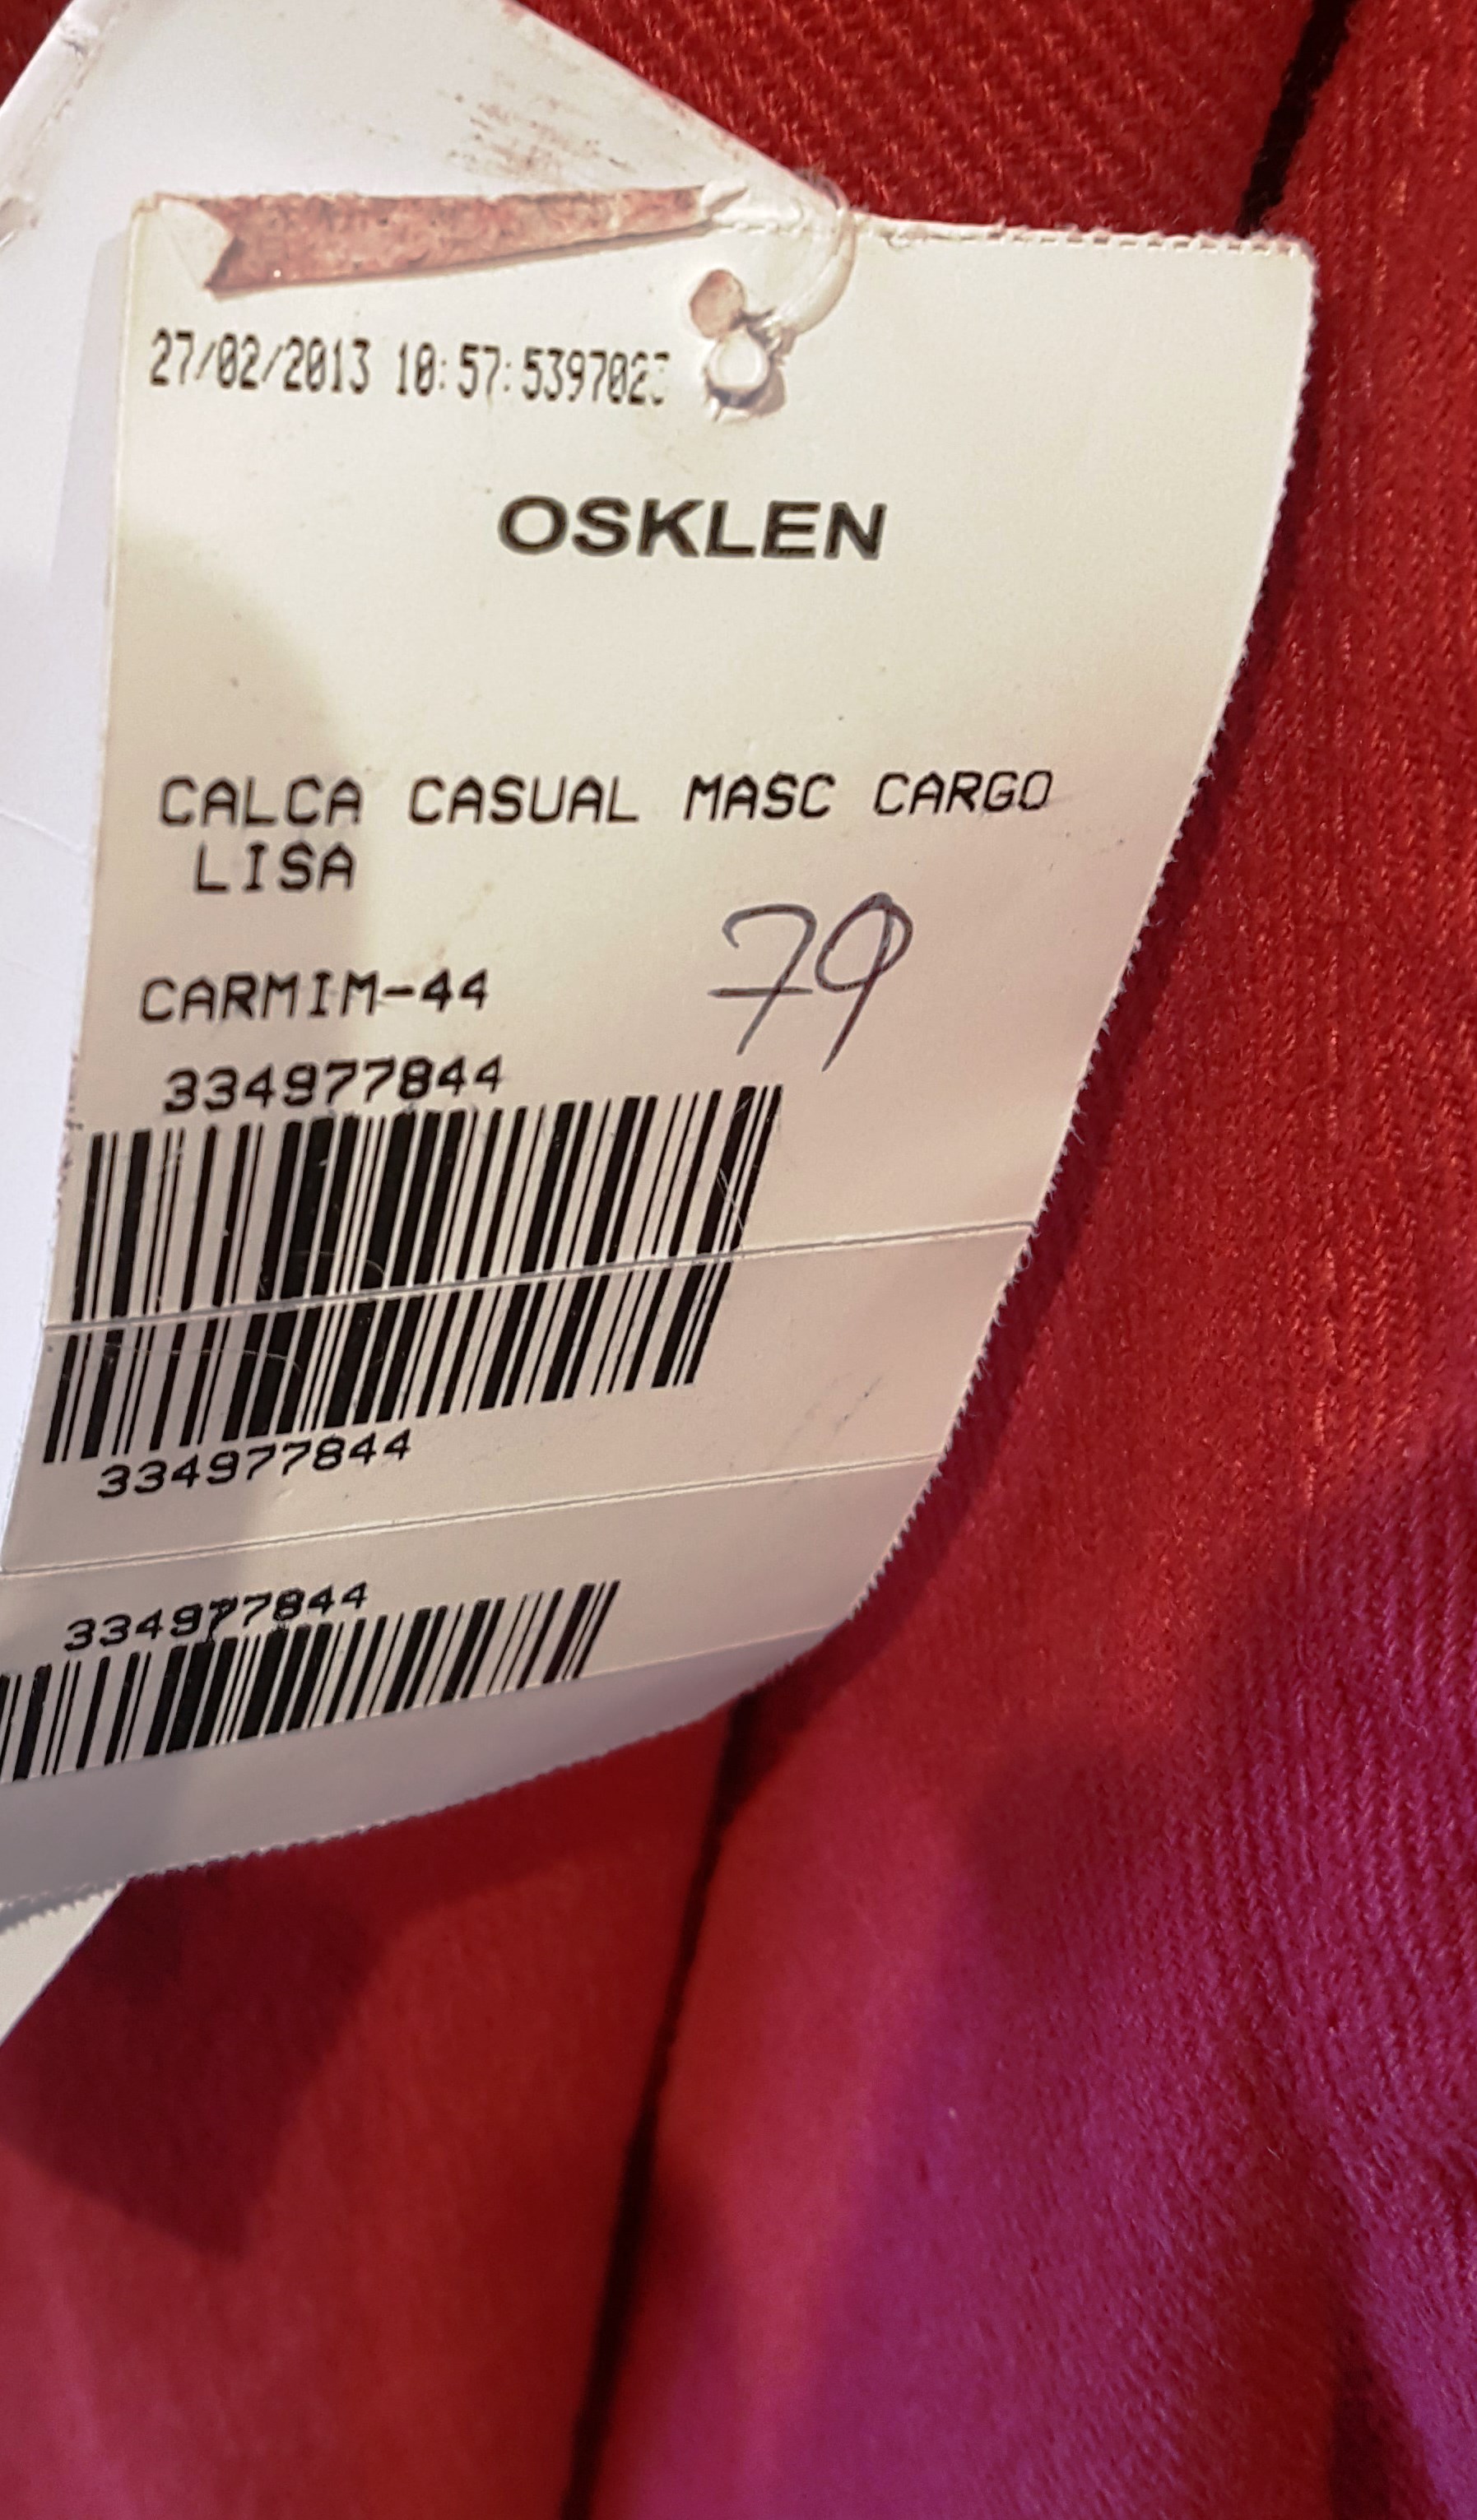 27/02/2013 10:57:5397023
OSKLEN
CALCA CASUAL MASC CARGO
LISA
79
CARMIM-44
334977844
334977844
334977844